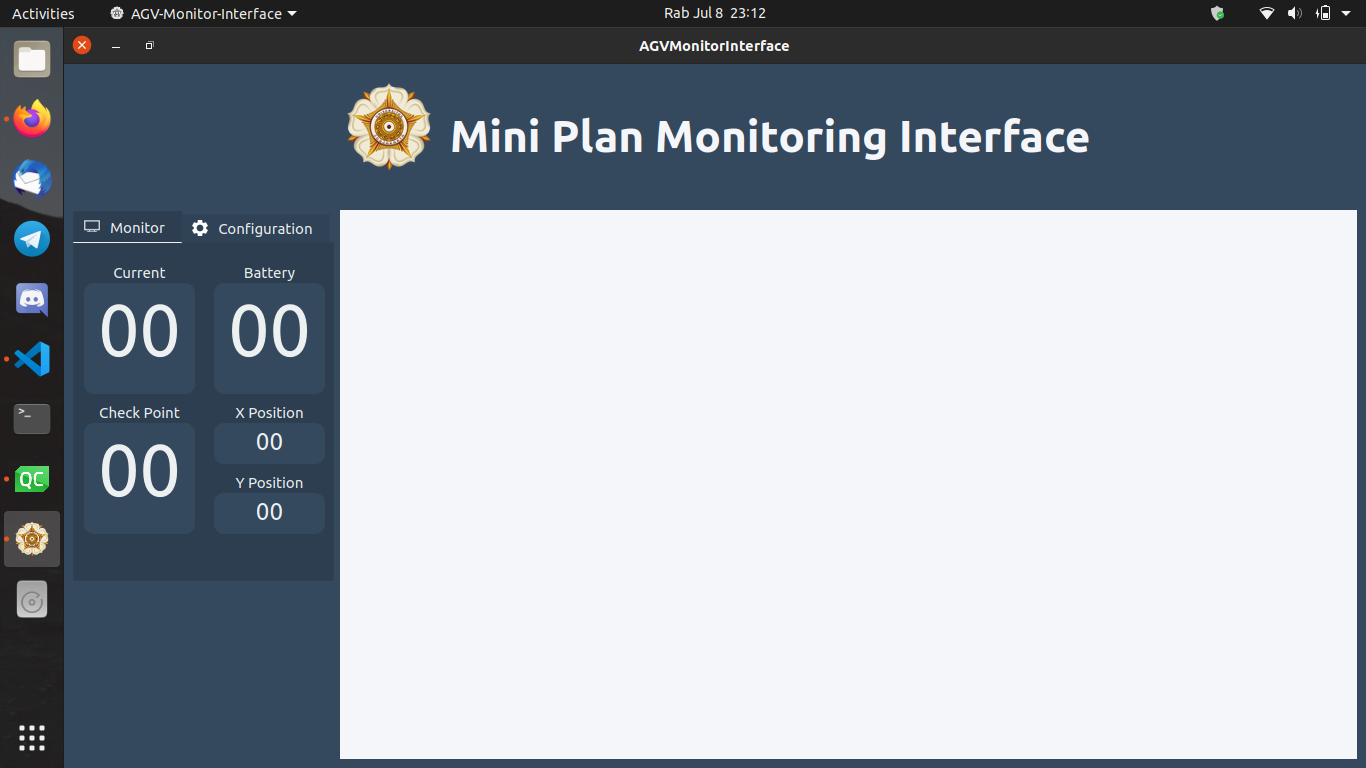 Activities AGV-Monitor-Interface Rab Jul 8 23:12
AGVMonitorInterface
Mini Plan Monitoring Interface
Monitor Configuration
Current Battery
00 00
Check Point X Position
00 00
Y Position
00
>_
QC